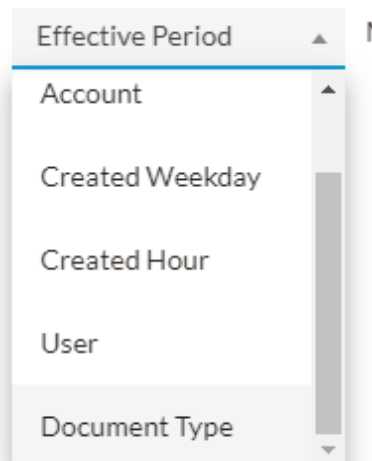 Effective Period
Account
Created Weekday
Created Hour
User
Document Type